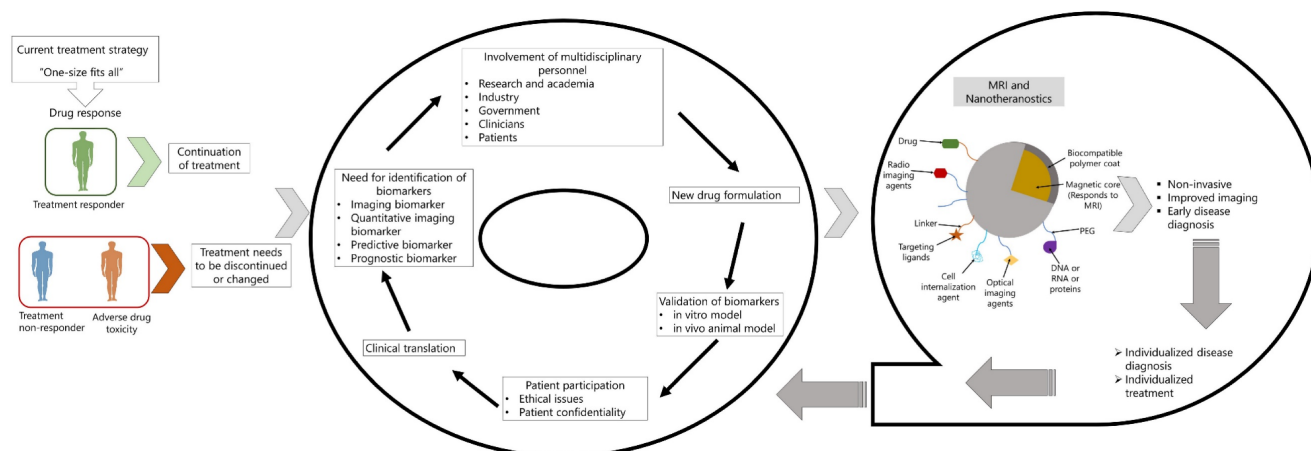 Current treatment strategy
"One-size fits all"
Drug response
Treatment responder
Continuation
of treatment
Treatment
non-responder
Adverse drug
toxicity
Treatment needs
to be discontinued
or changed
Need for identification of
biomarkers
• Imaging biomarker
• Quantitative imaging
biomarker
• Predictive biomarker
• Prognostic biomarker
Involvement of multidisciplinary
personnel
• Research and academia
• Industry
• Government
• Clinicians
• Patients
New drug formulation
Validation of biomarkers
• in vitro model
• in vivo animal model
Patient participation
• Ethical issues
• Patient confidentiality
Clinical translation
MRI and
Nanotheranostics
Drug
Radio
imaging
agents
Linker
Targeting
ligands
Cell
internalization
agent
Optical
imaging
agents
DNA or
RNA or
proteins
PEG
Biocompatible
polymer coat
Magnetic core
(Responds to
MRI)
▪ Non-invasive
▪ Improved imaging
▪ Early disease
diagnosis
➢ Individualized disease
diagnosis
➢ Individualized
treatment